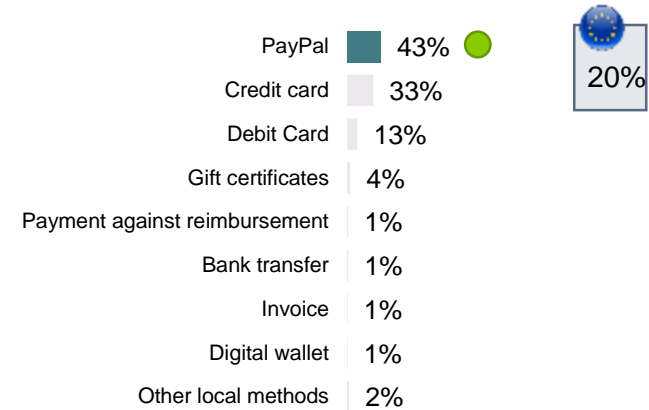 PayPal 43%
20%
Credit card 33%
Debit Card 13%
Gift certificates 4%
Payment against reimbursement 1%
Bank transfer 1%
Invoice 1%
Digital wallet 1%
Other local methods 2%